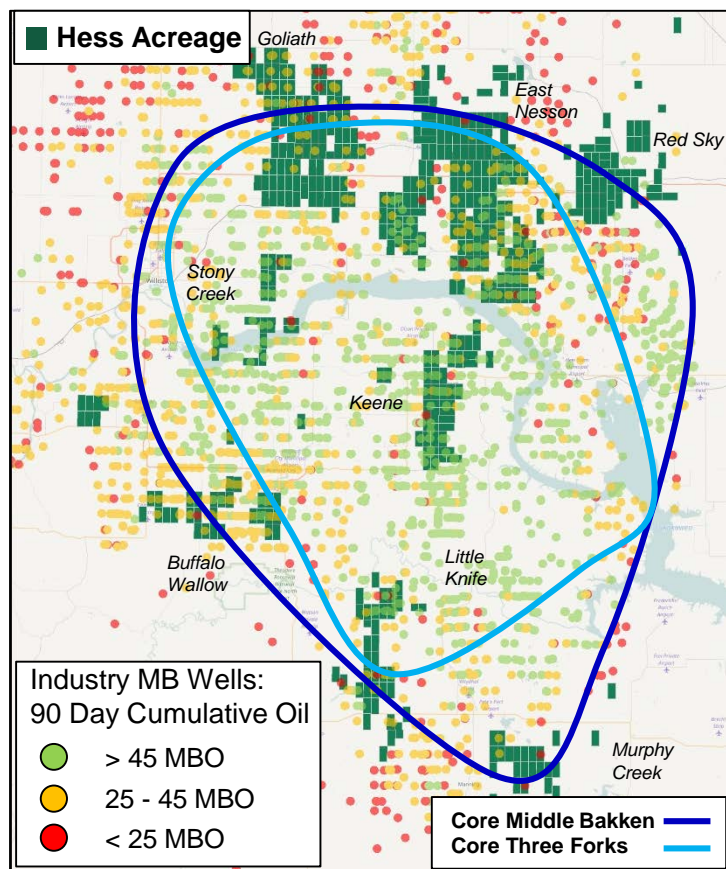 Hess Acreage
Goliath
East
Nesson
Red Sky
Stony
Creek
Keene
Little
Knife
Buffalo
Wallow
Murphy
Creek
Industry MB Wells:
90 Day Cumulative Oil
> 45 MBO
25 - 45 MBO
< 25 MBO
Core Middle Bakken
Core Three Forks